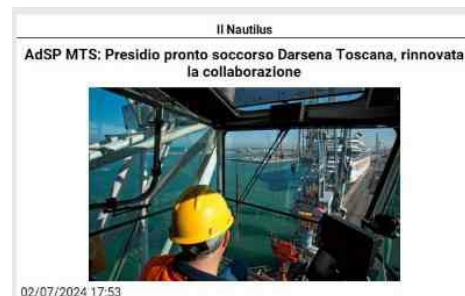 Il Nautilus
AdSP MTS: Presidio pronto soccorso Darsena Toscana, rinnovata
la collaborazione
02/07/2024 17:53